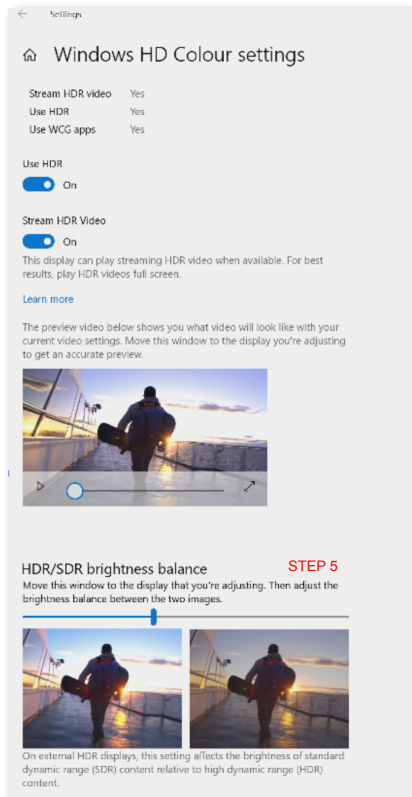 Settings
Windows HD Colour settings
Stream HDR video Yes
Use HDR Yes
Use WCG apps Yes
Use HDR
On
Stream HDR Video
On
This display can play streaming HDR video when available. For best
results, play HDR videos full screen.
Learn more
The preview video below shows you what video will look like with your
current video settings. Move this window to the display you're adjusting
to get an accurate preview.
HDR/SDR brightness balance STEP 5
Move this window to the display that you're adjusting. Then adjust the
brightness balance between the two images.
On external HDR displays, this setting affects the brightness of standard
dynamic range (SDR) content relative to high dynamic range (HDR)
content.